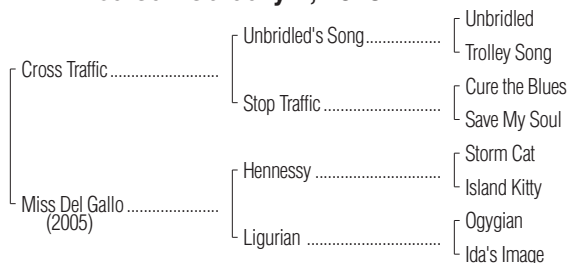 Unbridled
Unbridled's Song
Trolley Song
Cross Traffic
Cure the Blues
Stop Traffic
Save My Soul
Storm Cat
Hennessy
Island Kitty
Miss Del Gallo
(2005)
Ogygian
Ligurian
Ida's Image